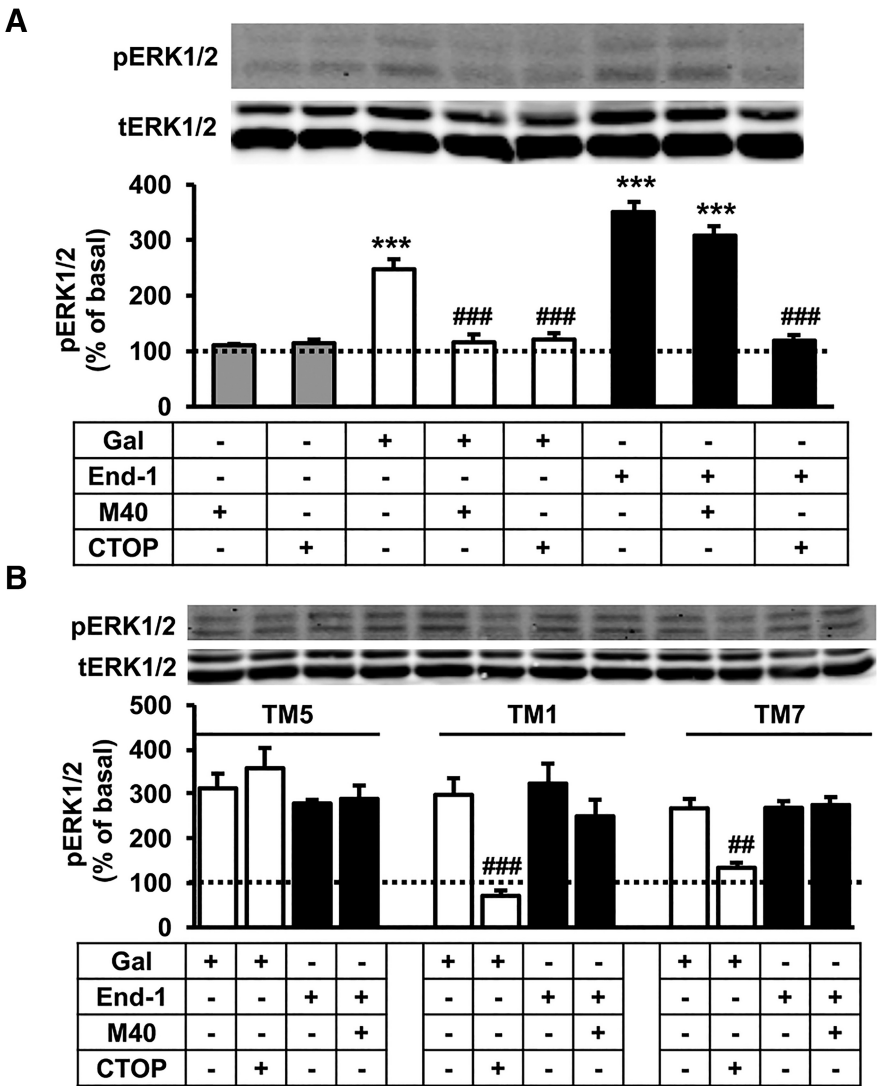 A
pERK1/2
tERK1/2
pERK1/2
(% of basal)
400
300
200
100
0
***
###
###
***
***
###
Gal - - + + + - - -
End-1 - - - - - + + +
M40 + - - + - - + -
CTOP - + - - + - - +
B
pERK1/2
tERK1/2
pERK1/2
(% of basal)
500
400
300
200
100
0
TM5 TM1 TM7
###
##
Gal + + - - + + - - + + - -
End-1 - - + + - - + + - - + +
M40 - - - + - - - + - - - +
CTOP - + - - - + - - - + - -